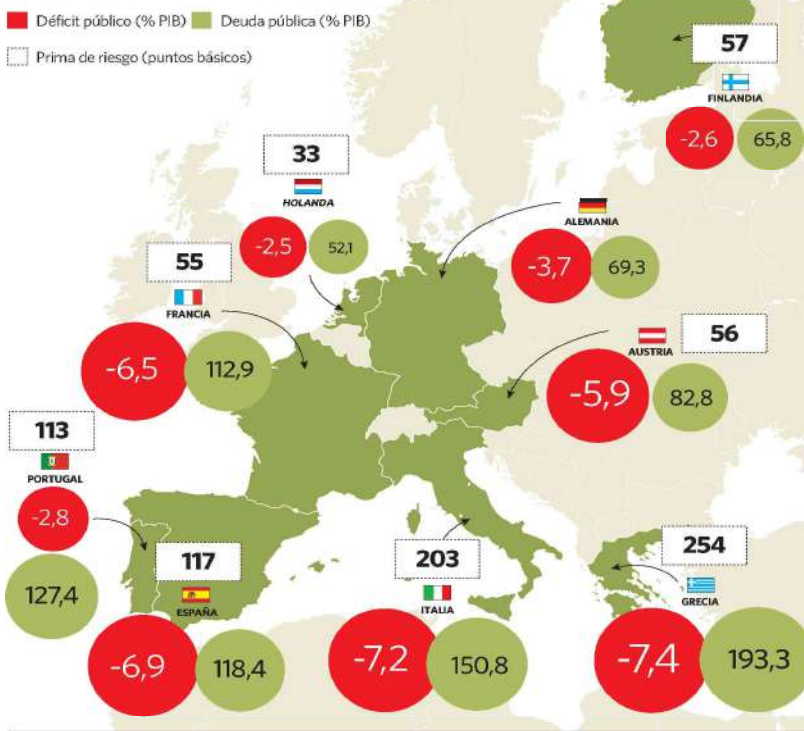 Déficit público (% PIB)
Deuda pública (% PIB)
Prima de riesgo (puntos básicos)
57
FINLANDIA
-2,6
65,8
33
HOLANDA
-2,5
52,1
ALEMANIA
-3,7
69,3
55
FRANCIA
-6,5
112,9
56
AUSTRIA
-5,9
82,8
113
PORTUGAL
-2,8
127,4
117
ESPAÑA
-6,9
118,4
203
ITALIA
-7,2
150,8
254
GRECIA
-7,4
193,3